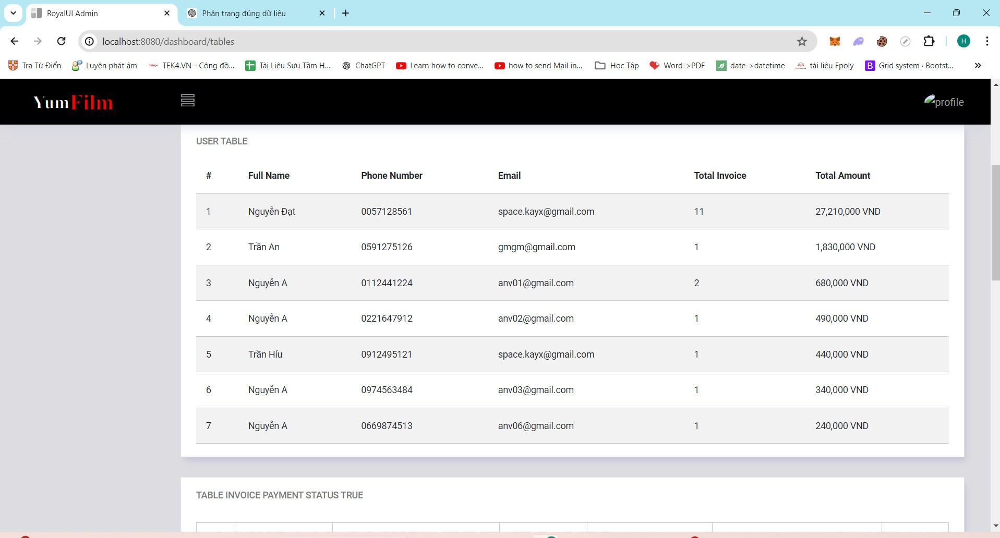 RoyalUI Admin
Phân trang đúng dữ liệu
localhost:8080/dashboard/tables
H
Tra Từ Điển
Luyện phát âm
TEK4.VN - Cộng đồ...
Tài Liệu Sưu Tầm H...
ChatGPT
Learn how to conve...
how to send Mail in...
Học Tập
Word->PDF
date->datetime
tài liệu Fpoly
B Grid system · Bootst...
YumFilm
profile
USER TABLE
# Full Name Phone Number Email Total Invoice Total Amount
1 Nguyễn Đạt 0057128561 space.kayx@gmail.com 11 27,210,000 VND
2 Trần An 0591275126 gmgm@gmail.com 1 1,830,000 VND
3 Nguyễn A 0112441224 anv01@gmail.com 2 680,000 VND
4 Nguyễn A 0221647912 anv02@gmail.com 1 490,000 VND
5 Trần Híu 0912495121 space.kayx@gmail.com 1 440,000 VND
6 Nguyễn A 0974563484 anv03@gmail.com 1 340,000 VND
7 Nguyễn A 0669874513 anv06@gmail.com 1 240,000 VND
TABLE INVOICE PAYMENT STATUS TRUE